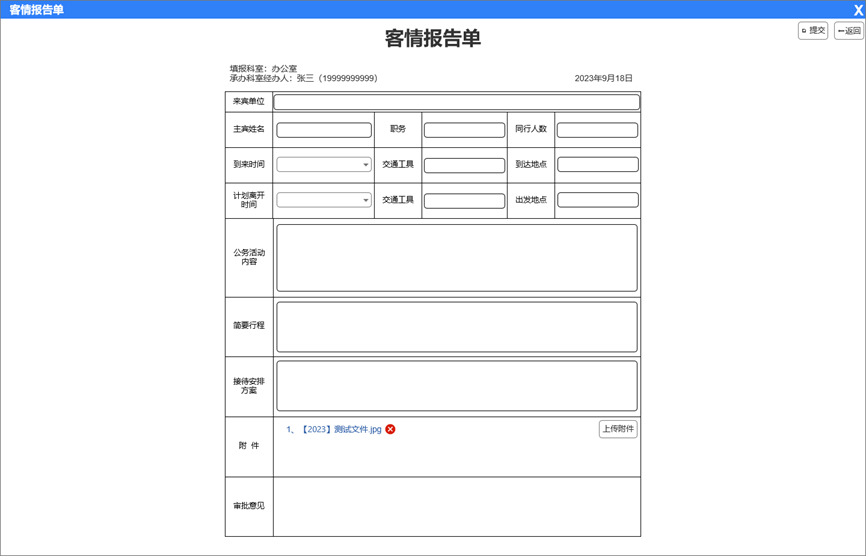 客情报告单
X
提交
返回
客情报告单
填报科室：办公室
承办科室经办人：张三（19999999999）
2023年9月18日
来宾单位
主宾姓名
职务
同行人数
到来时间
交通工具
到达地点
计划离开
时间
交通工具
出发地点
公务活动
内容
简要行程
接待安排
方案
附 件
1、【2023】测试文件.jpg
上传附件
审批意见